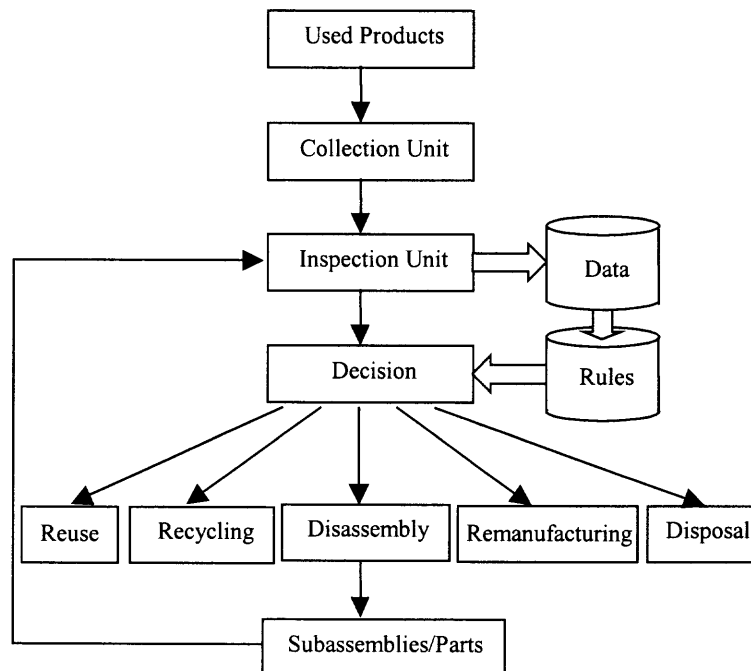 Used Products
Collection Unit
Inspection Unit
Data
Decision
Rules
Reuse
Recycling
Disassembly
Remanufacturing
Disposal
Subassemblies/Parts